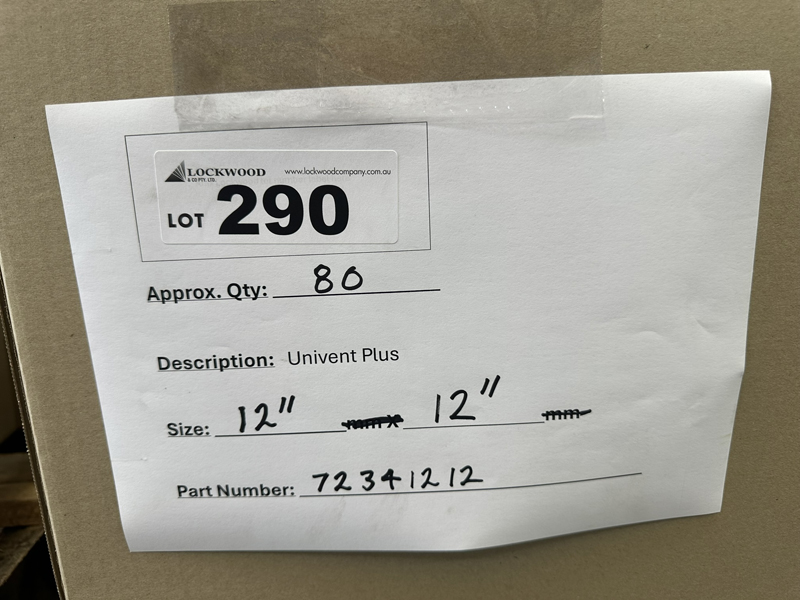 LOCKWOOD www.lockwoodcompany.com.au
& CO PTY. LTD.
LOT 290
Approx. Qty: 80
Description: Univent Plus
Size: 12" mm x 12" mm
Part Number: 72341212